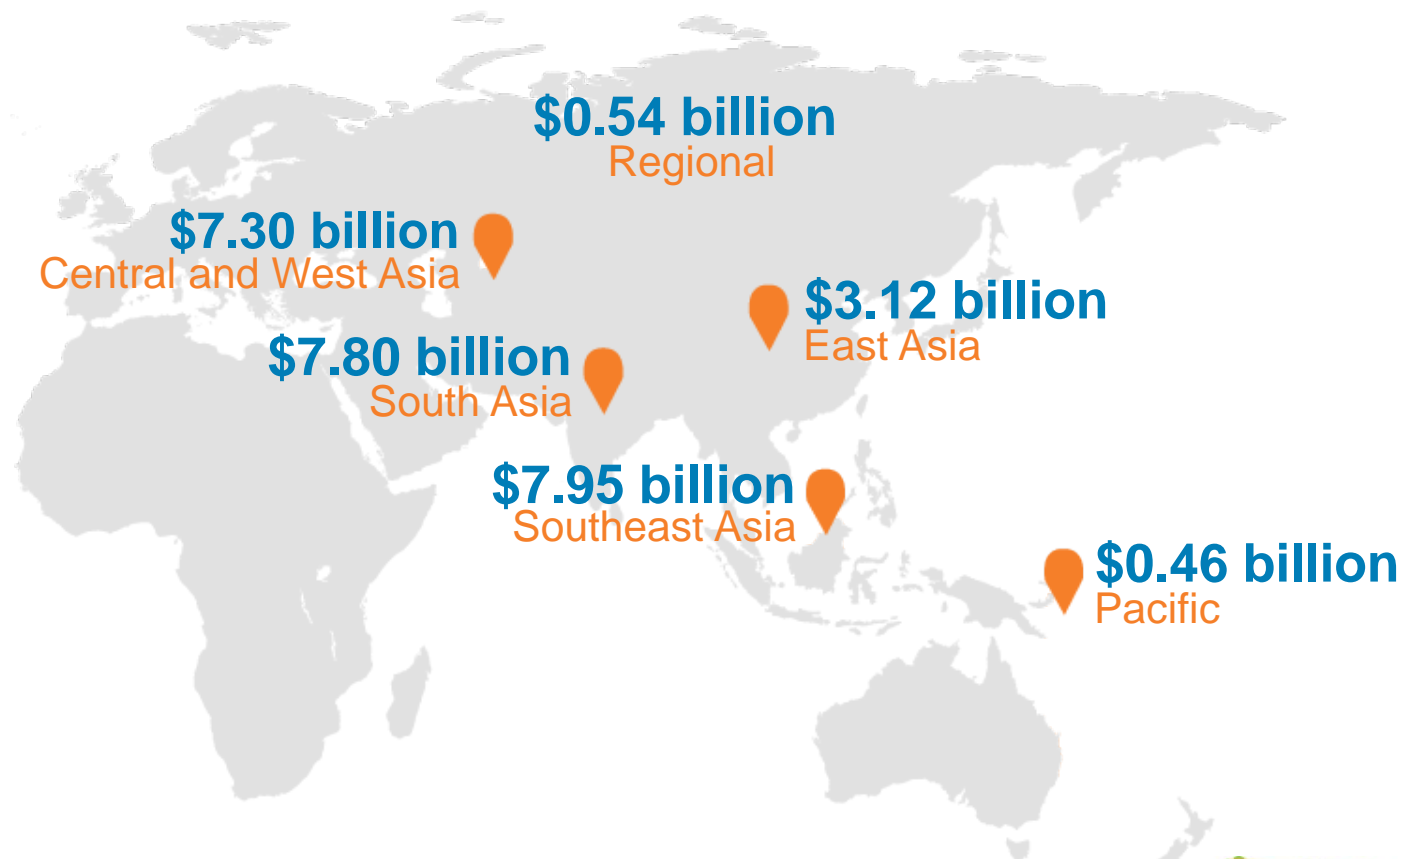 $0.54 billion
Regional
$7.30 billion
Central and West Asia
$3.12 billion
East Asia
$7.80 billion
South Asia
$7.95 billion
Southeast Asia
$0.46 billion
Pacific